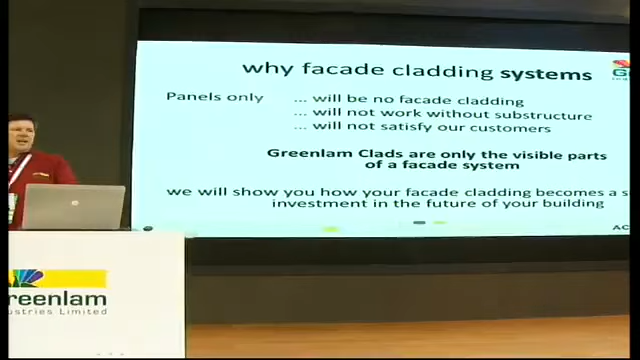 why facade cladding systems
Panels only ... will be no facade cladding
... will not work without substructure
... will not satisfy our customers
Greenlam Clads are only the visible parts
of a facade system
we will show you how your facade cladding becomes a s
investment in the future of your building
AC
reenlam
ustries Limited